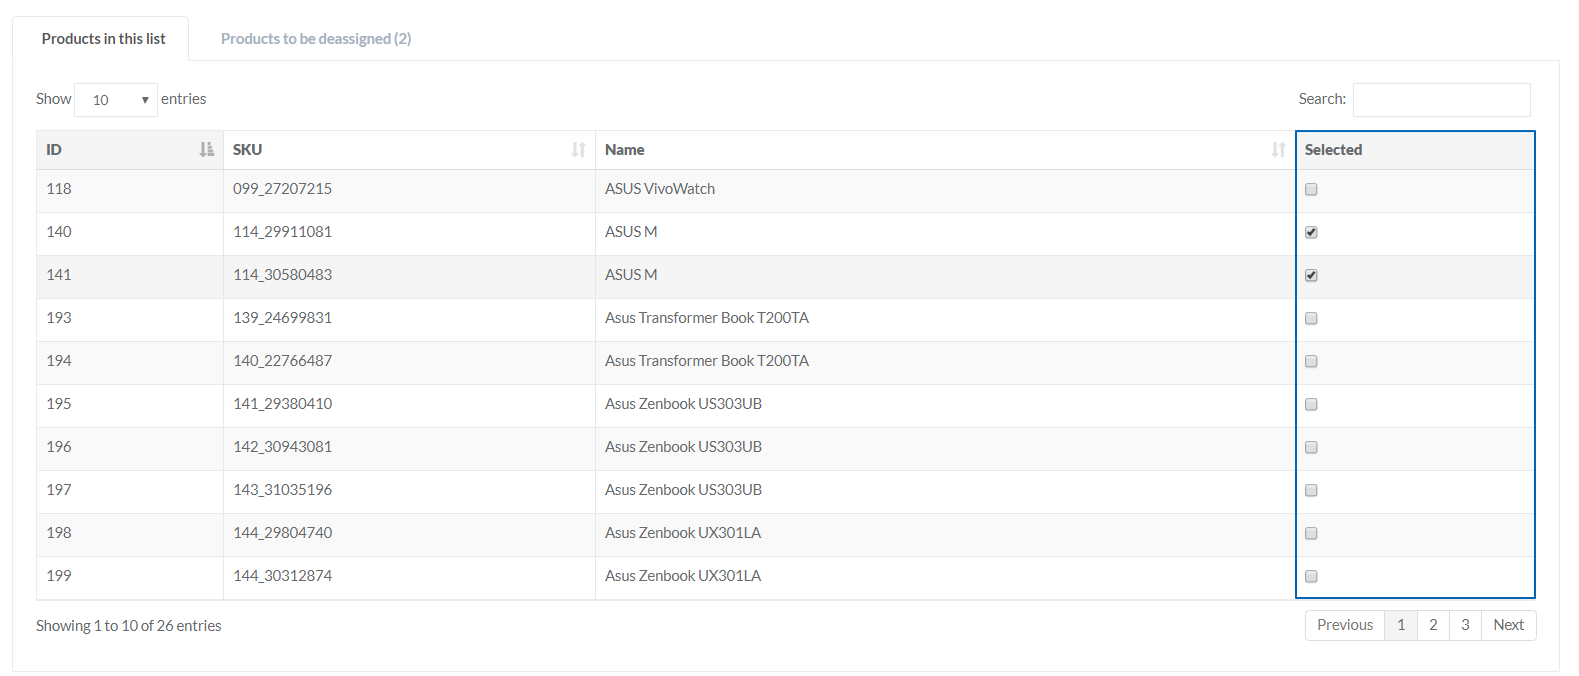 Products in this list Products to be deassigned (2)
Show 10 entries Search:
ID SKU Name Selected
118 099_27207215 ASUS VivoWatch
140 114_29911081 ASUS M
141 114_30580483 ASUS M
193 139_24699831 Asus Transformer Book T200TA
194 140_22766487 Asus Transformer Book T200TA
195 141_29380410 Asus Zenbook US303UB
196 142_30943081 Asus Zenbook US303UB
197 143_31035196 Asus Zenbook US303UB
198 144_29804740 Asus Zenbook UX301LA
199 144_30312874 Asus Zenbook UX301LA
Showing 1 to 10 of 26 entries Previous 1 2 3 Next